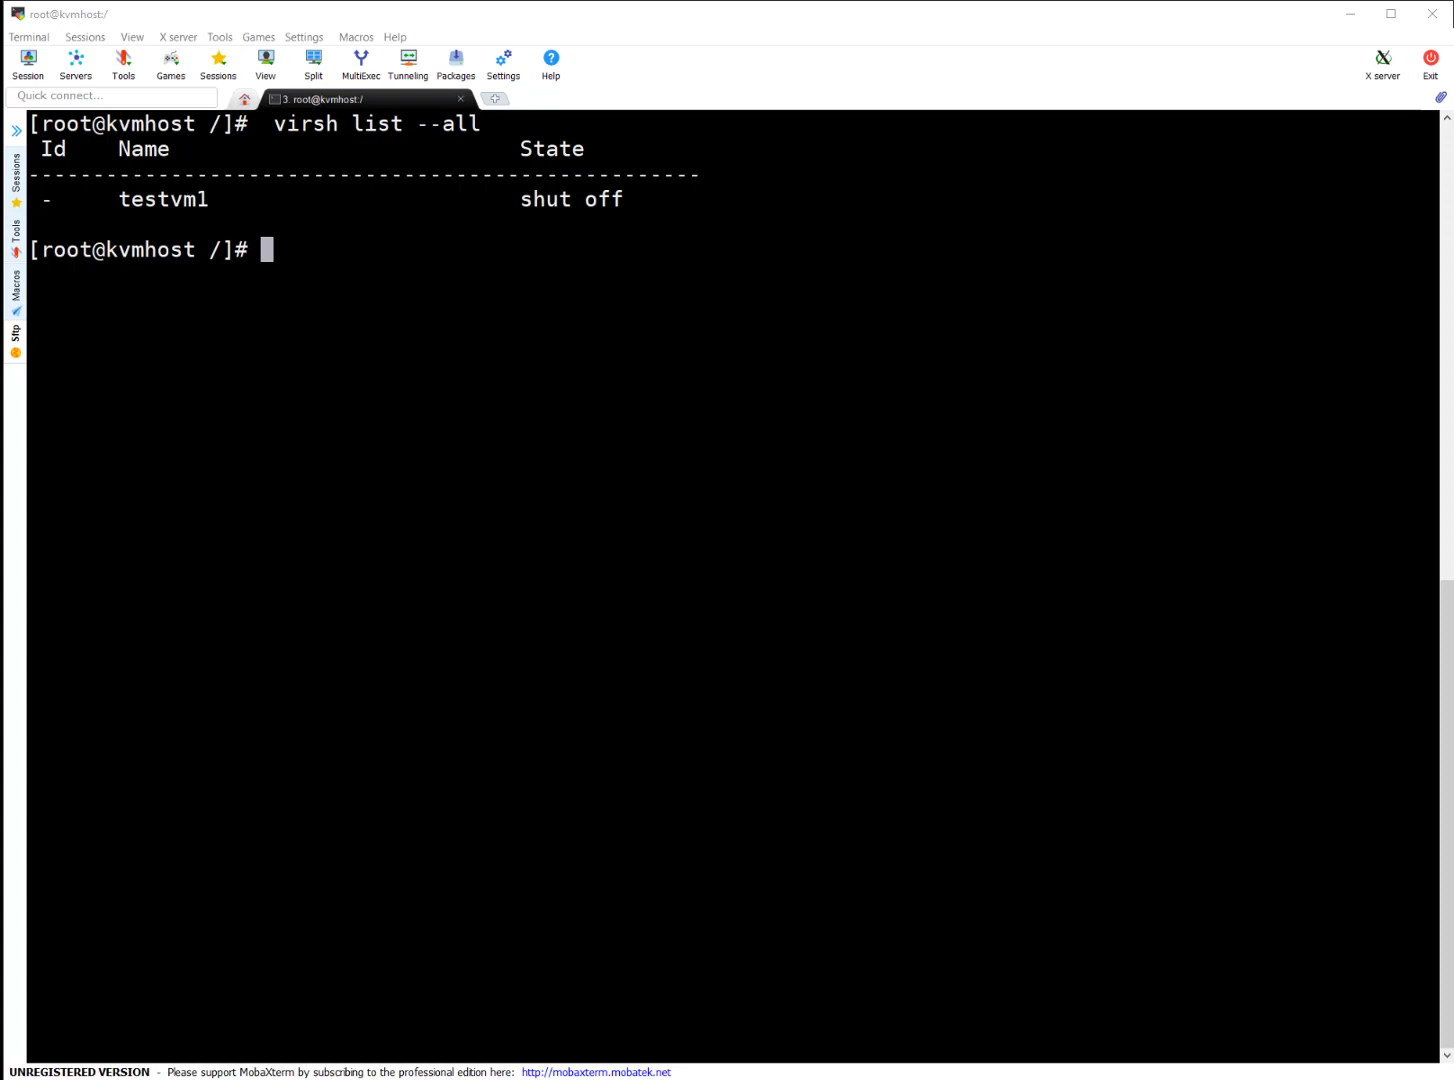 root@kvmhost:/
Terminal Sessions View X server Tools Games Settings Macros Help
Session Servers Tools Games Sessions View Split MultiExec Tunneling Packages Settings Help X server Exit
Quick connect... 3. root@kvmhost:/
[root@kvmhost /]#  virsh list --all
 Id    Name                           State
----------------------------------------------------
 -     testvm1                        shut off
[root@kvmhost /]#
Sessions
Tools
Macros
Sftp
UNREGISTERED VERSION - Please support MobaXterm by subscribing to the professional edition here: http://mobaxterm.mobatek.net